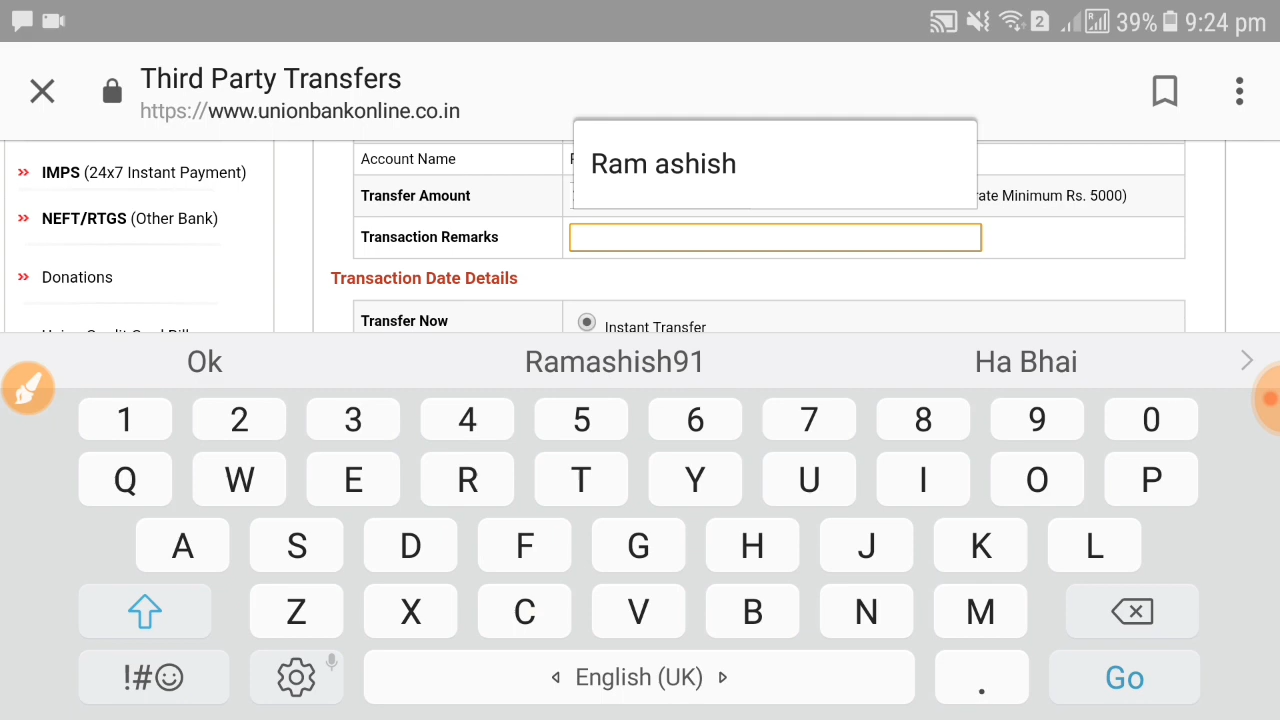 2 39% 9:24 pm
Third Party Transfers
https://www.unionbankonline.co.in
Ram ashish
IMPS (24x7 Instant Payment)
NEFT/RTGS (Other Bank)
Donations
Account Name
Transfer Amount
Minimum Rs. 5000)
Transaction Remarks
Transaction Date Details
Transfer Now
Instant Transfer
Ok Ramashish91 Ha Bhai
1 2 3 4 5 6 7 8 9 0
Q W E R T Y U I O P
A S D F G H J K L
Z X C V B N M
!#☺ English (UK) . Go